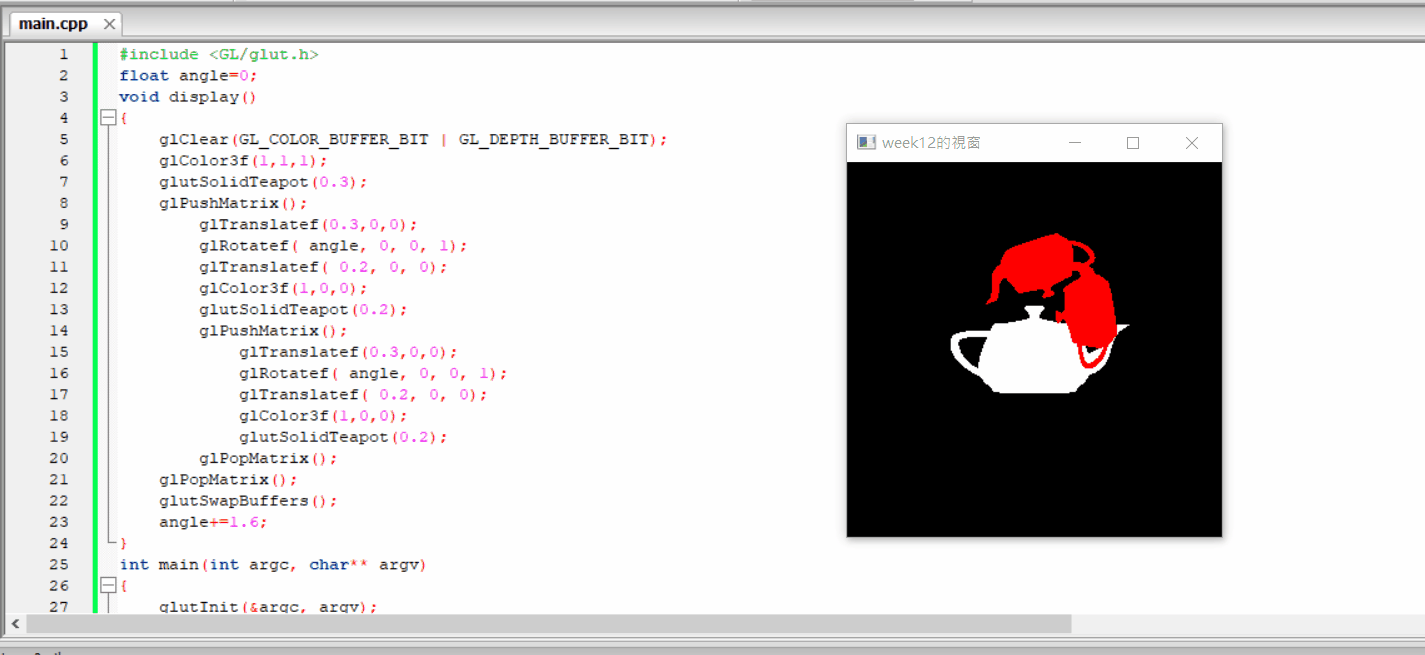 main.cpp
1 #include <GL/glut.h>
2 float angle=0;
3 void display()
4 {
5 glClear(GL_COLOR_BUFFER_BIT | GL_DEPTH_BUFFER_BIT);
6 glColor3f(1,1,1);
7 glutSolidTeapot(0.3);
8 glPushMatrix();
9 glTranslatef(0.3,0,0);
10 glRotatef( angle, 0, 0, 1);
11 glTranslatef( 0.2, 0, 0);
12 glColor3f(1,0,0);
13 glutSolidTeapot(0.2);
14 glPushMatrix();
15 glTranslatef(0.3,0,0);
16 glRotatef( angle, 0, 0, 1);
17 glTranslatef( 0.2, 0, 0);
18 glColor3f(1,0,0);
19 glutSolidTeapot(0.2);
20 glPopMatrix();
21 glPopMatrix();
22 glutSwapBuffers();
23 angle+=1.6;
24 }
25 int main(int argc, char** argv)
26 {
27 glutInit(&argc, argv);
week12的視窗